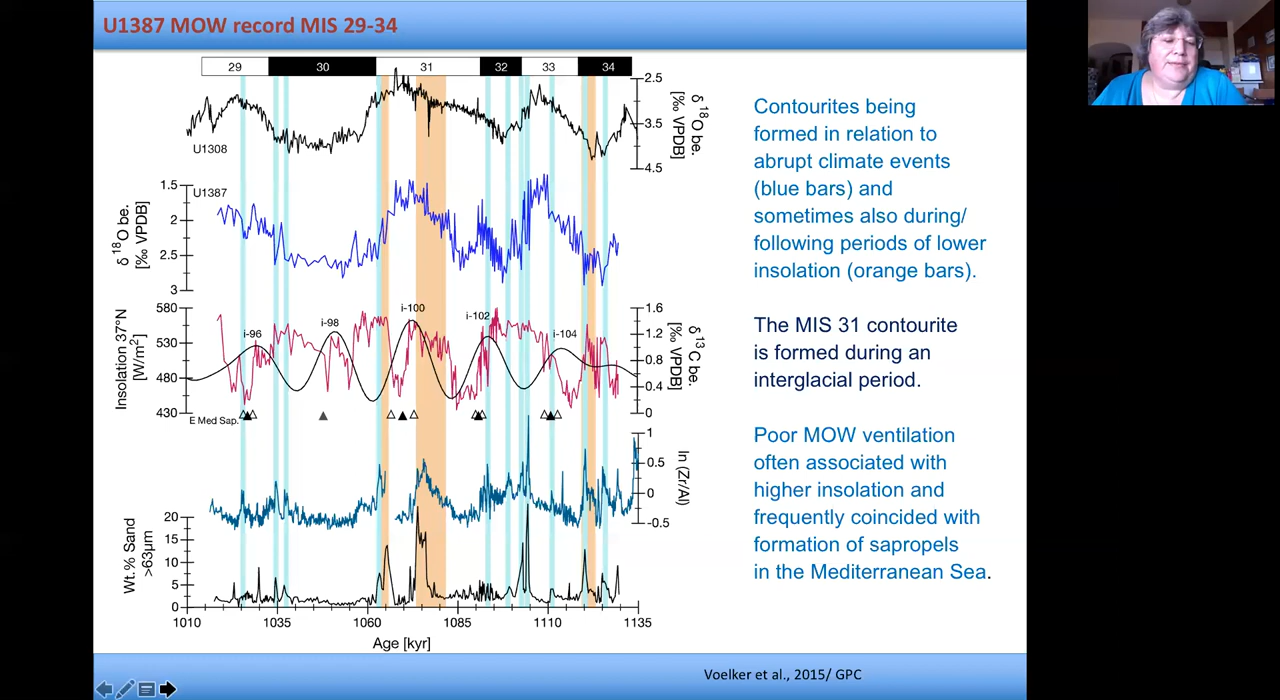 U1387 MOW record MIS 29-34
29 30 31 32 33 34
2.5
3.5
4.5
δ 18O be.
[‰ VPDB]
U1308
U1387
1.5
2
2.5
3
δ 18O be.
[‰ VPDB]
580
530
480
430
Insolation 37°N
[W/m2]
i-96 i-98 i-100 i-102 i-104
1.6
1.2
0.8
0.4
0
δ 13C be.
[‰ VPDB]
E Med Sap.
1
0.5
0
-0.5
ln (Zr/Al)
20
15
10
5
0
Wt.% Sand
>63µm
1010 1035 1060 1085 1110 1135
Age [kyr]
Contourites being
formed in relation to
abrupt climate events
(blue bars) and
sometimes also during/
following periods of lower
insolation (orange bars).
The MIS 31 contourite
is formed during an
interglacial period.
Poor MOW ventilation
often associated with
higher insolation and
frequently coincided with
formation of sapropels
in the Mediterranean Sea.
Voelker et al., 2015/ GPC